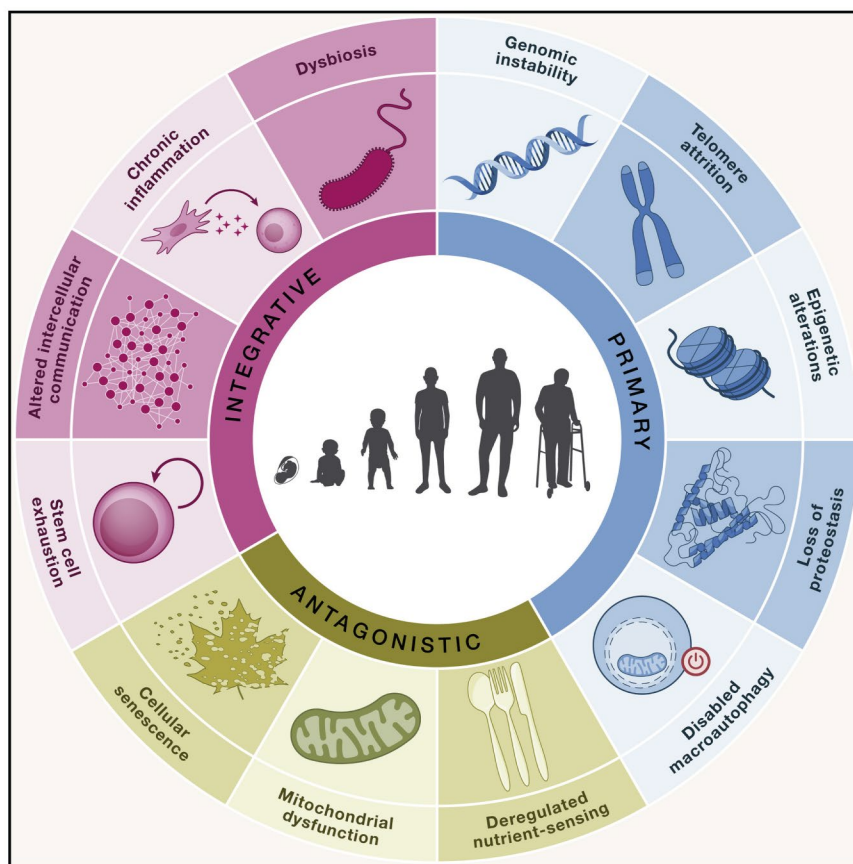 Genomic
instability
Telomere
attrition
Epigenetic
alterations
Loss of
proteostasis
Disabled
macroautophagy
Deregulated
nutrient-sensing
Mitochondrial
dysfunction
Cellular
senescence
Stem cell
exhaustion
Altered intercellular
communication
Chronic
inflammation
Dysbiosis
PRIMARY
ANTAGONISTIC
INTEGRATIVE